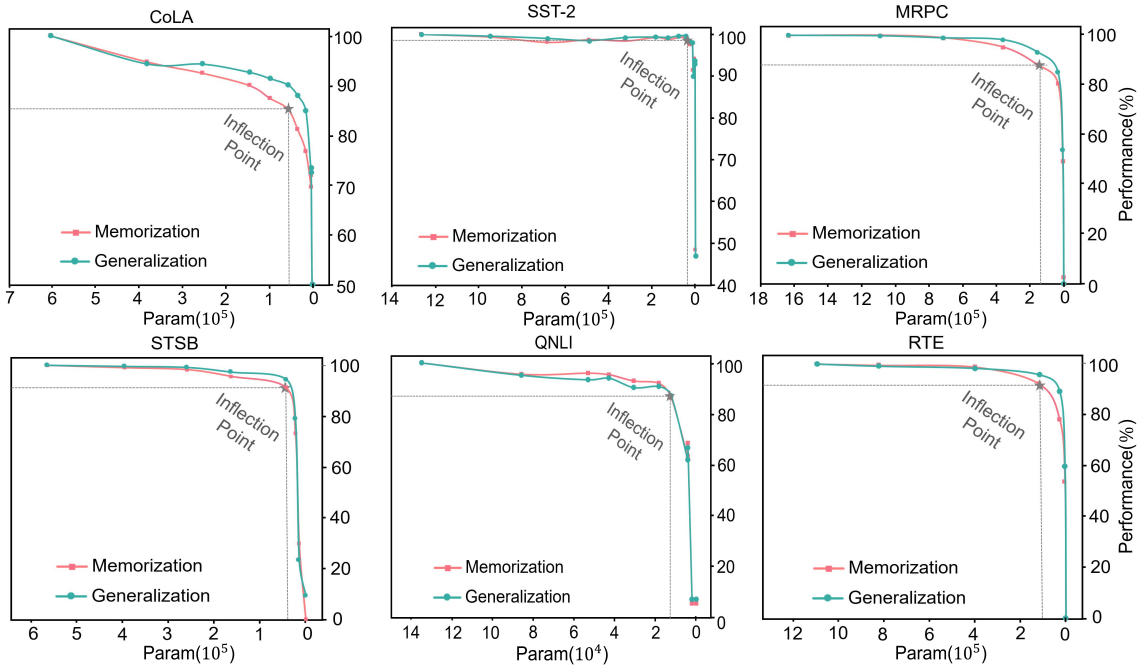 CoLA
100
90
80
70
60
50
Inflection
Point
Memorization
Generalization
7 6 5 4 3 2 1 0
Param(10⁵)
SST-2
100
90
80
70
60
50
40
Inflection
Point
Memorization
Generalization
14 12 10 8 6 4 2 0
Param(10⁵)
MRPC
100
80
60
40
20
0
Performance(%)
Inflection
Point
Memorization
Generalization
18 16 14 12 10 8 6 4 2 0
Param(10⁵)
STSB
100
80
60
40
20
0
Inflection
Point
Memorization
Generalization
6 5 4 3 2 1 0
Param(10⁵)
QNLI
100
80
60
40
20
0
Inflection
Point
Memorization
Generalization
14 12 10 8 6 4 2 0
Param(10⁴)
RTE
100
80
60
40
20
0
Performance(%)
Inflection
Point
Memorization
Generalization
12 10 8 6 4 2 0
Param(10⁵)